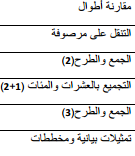 مقارنة أطوال
التنقل على مرصوفة
الجمع والطرح(2)
التجميع بالعشرات والمئات (1+2)
الجمع والطرح(3)
تمثيلات بيانية ومخططات